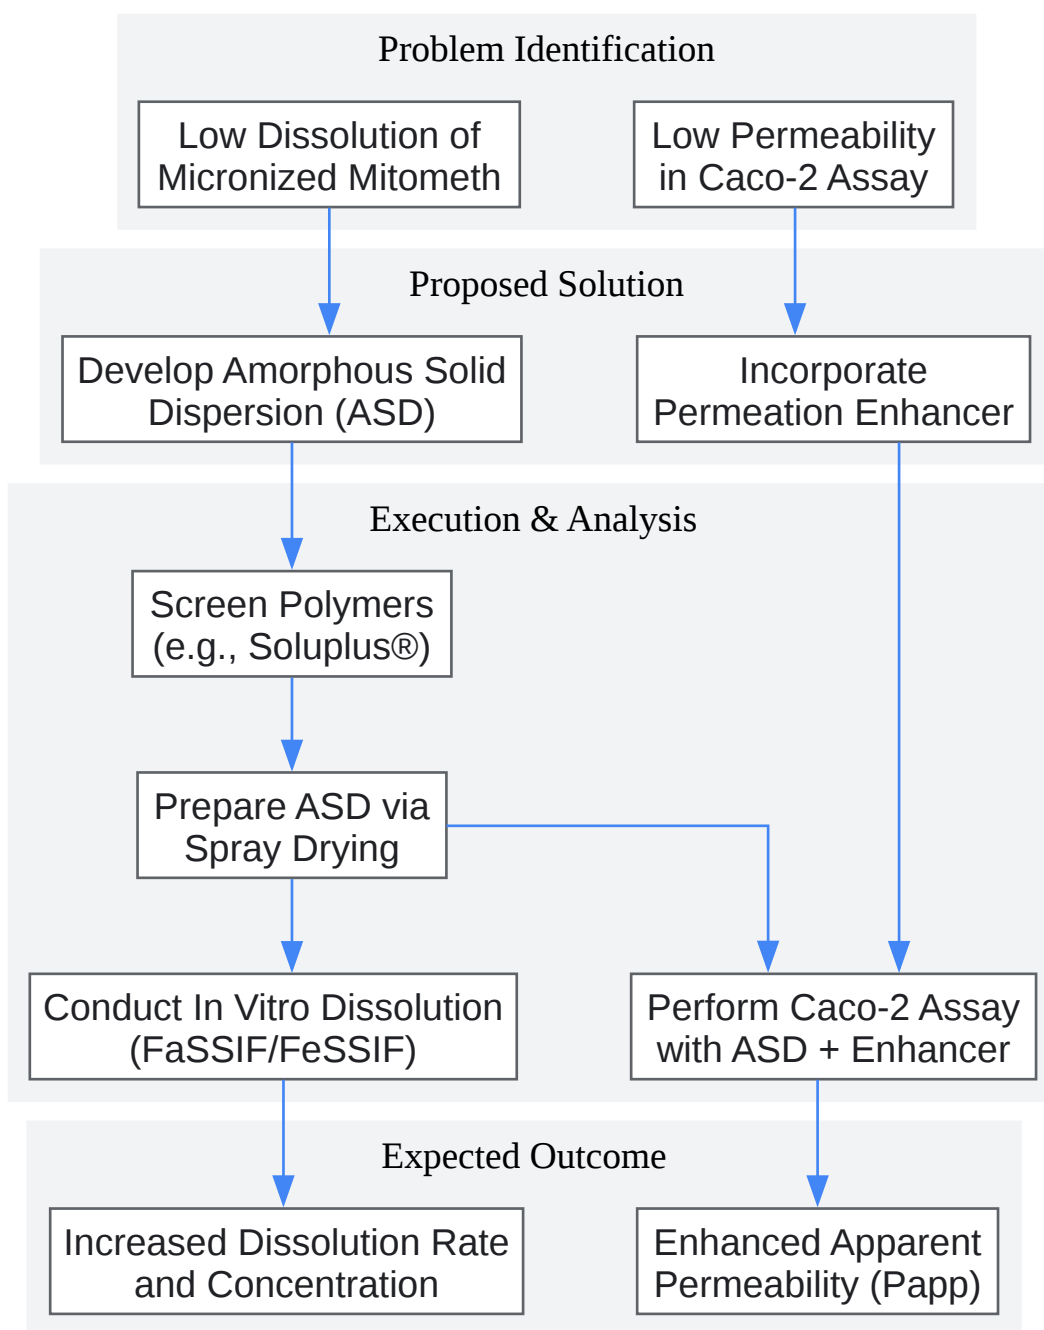 Problem Identification
Low Dissolution of
Micronized Mitometh
Low Permeability
in Caco-2 Assay
Proposed Solution
Develop Amorphous Solid
Dispersion (ASD)
Incorporate
Permeation Enhancer
Execution & Analysis
Screen Polymers
(e.g., Soluplus®)
Prepare ASD via
Spray Drying
Conduct In Vitro Dissolution
(FaSSIF/FeSSIF)
Perform Caco-2 Assay
with ASD + Enhancer
Expected Outcome
Increased Dissolution Rate
and Concentration
Enhanced Apparent
Permeability (Papp)